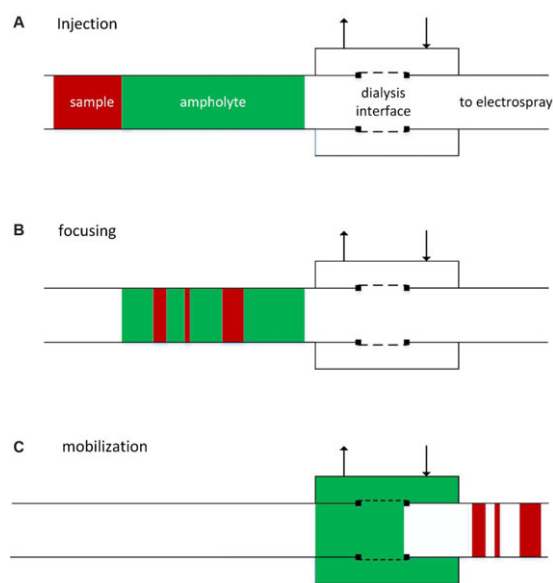 A Injection
sample ampholyte dialysis interface to electrospray
B focusing
C mobilization